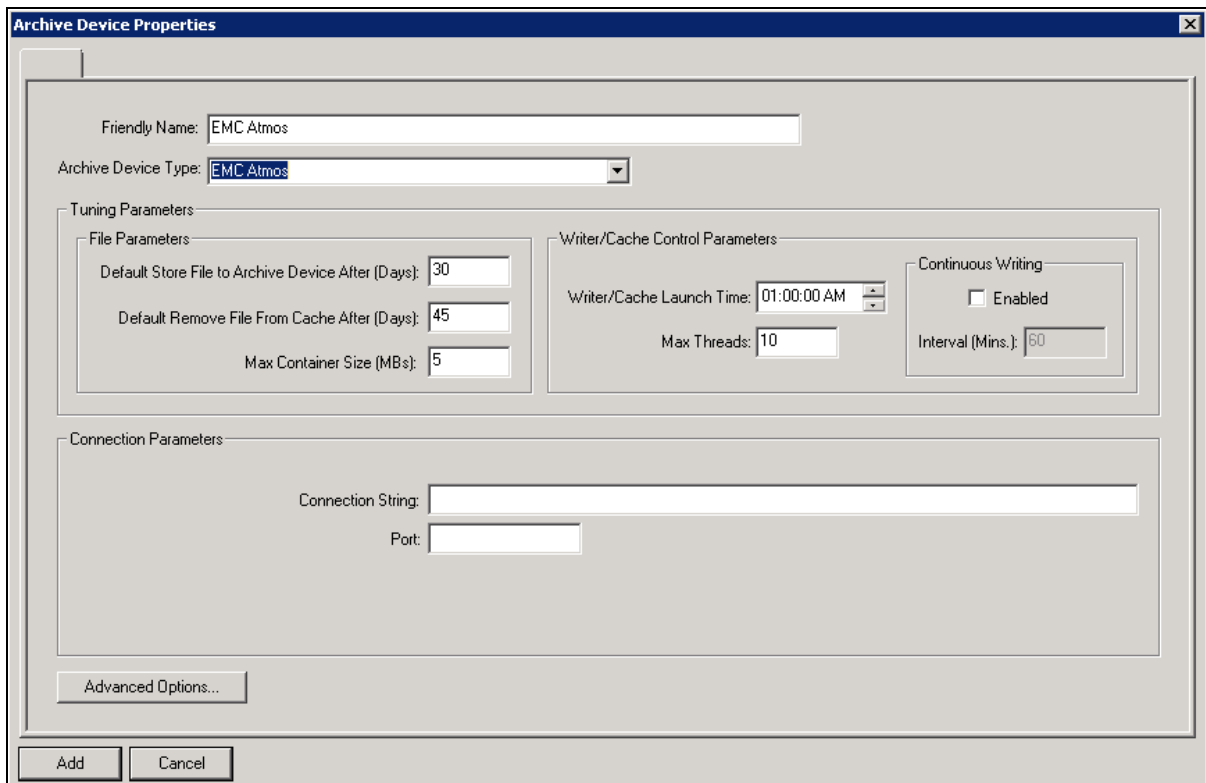 Archive Device Properties
Friendly Name: EMC Atmos
Archive Device Type: EMC Atmos
Tuning Parameters
File Parameters
Default Store File to Archive Device After (Days): 30
Default Remove File From Cache After (Days): 45
Max Container Size (MBs): 5
Writer/Cache Control Parameters
Writer/Cache Launch Time: 01:00:00 AM
Max Threads: 10
Continuous Writing
Enabled
Interval (Mins.): 60
Connection Parameters
Connection String:
Port:
Advanced Options...
Add Cancel